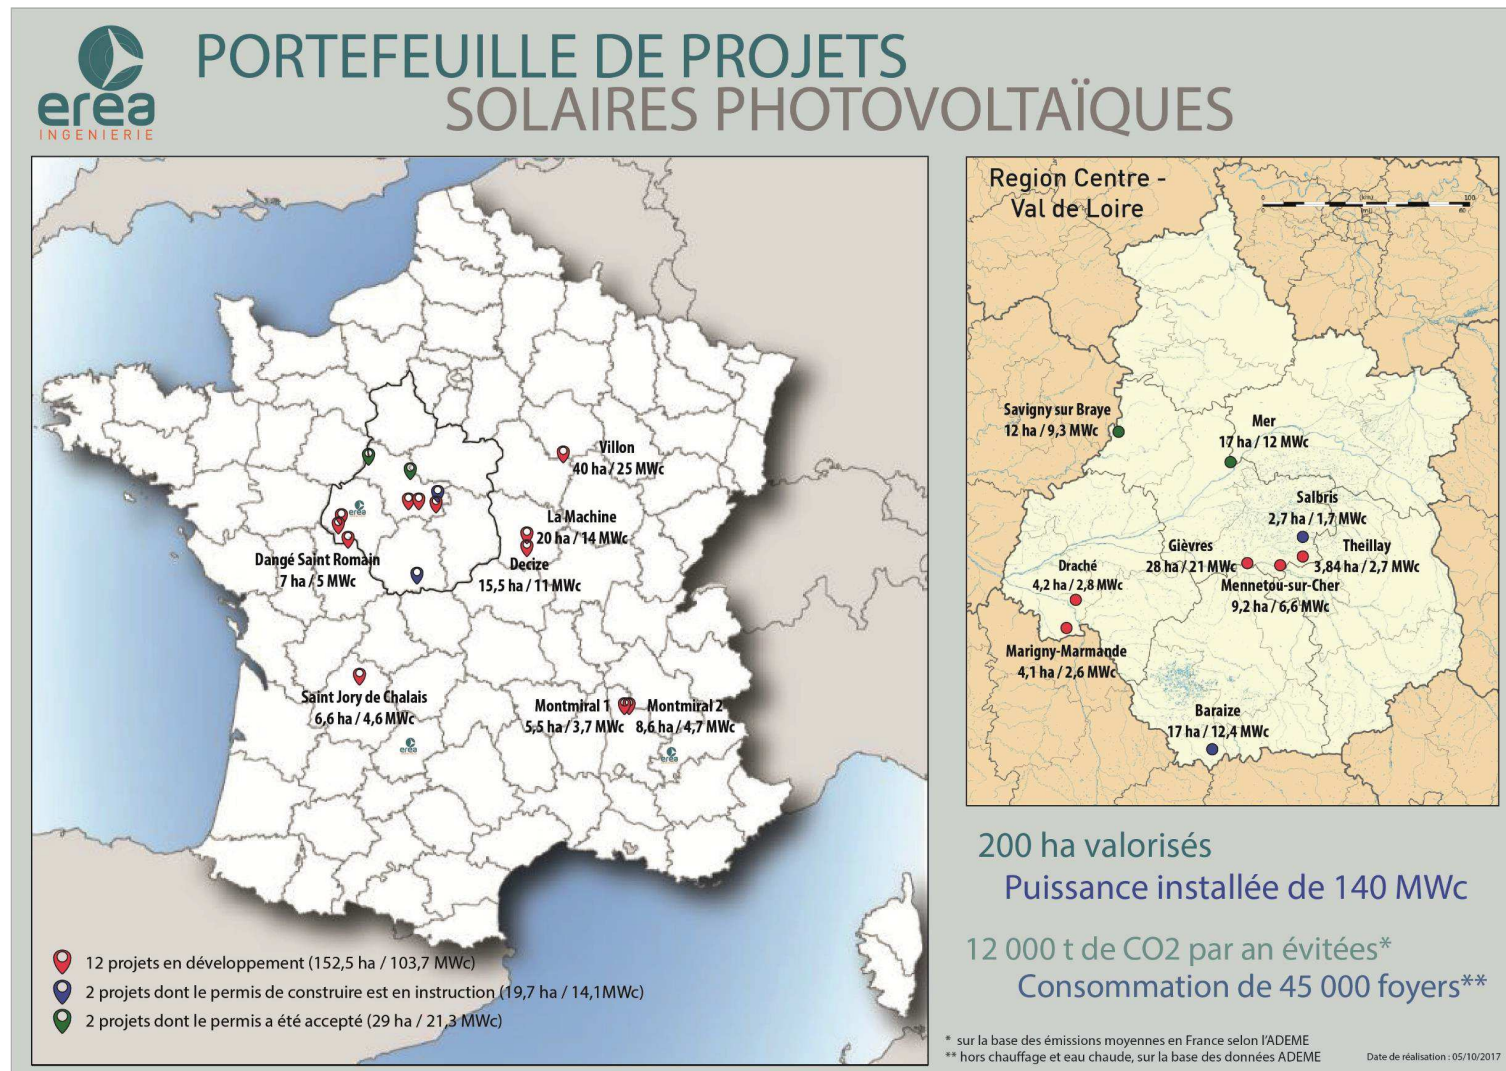 erea
INGENIERIE
PORTEFEUILLE DE PROJETS
SOLAIRES PHOTOVOLTAÏQUES
Villon
40 ha / 25 MWc
La Machine
20 ha / 14 MWc
Decize
15,5 ha / 11 MWc
erea
Dangé Saint Romain
7 ha / 5 MWc
Saint Jory de Chalais
6,6 ha / 4,6 MWc
Montmiral 1
5,5 ha / 3,7 MWc
Montmiral 2
8,6 ha / 4,7 MWc
erea
erea
12 projets en développement (152,5 ha / 103,7 MWc)
2 projets dont le permis de construire est en instruction (19,7 ha / 14,1MWc)
2 projets dont le permis a été accepté (29 ha / 21,3 MWc)
Region Centre -
Val de Loire
0 (km) 100
0 (mi) 60
Savigny sur Braye
12 ha / 9,3 MWc
Mer
17 ha / 12 MWc
Salbris
2,7 ha / 1,7 MWc
Gièvres
28 ha / 21 MWc
Theillay
3,84 ha / 2,7 MWc
Mennetou-sur-Cher
9,2 ha / 6,6 MWc
Draché
4,2 ha / 2,8 MWc
Marigny-Marmande
4,1 ha / 2,6 MWc
Baraize
17 ha / 12,4 MWc
200 ha valorisés
Puissance installée de 140 MWc
12 000 t de CO2 par an évitées*
Consommation de 45 000 foyers**
* sur la base des émissions moyennes en France selon l'ADEME
** hors chauffage et eau chaude, sur la base des données ADEME
Date de réalisation : 05/10/2017